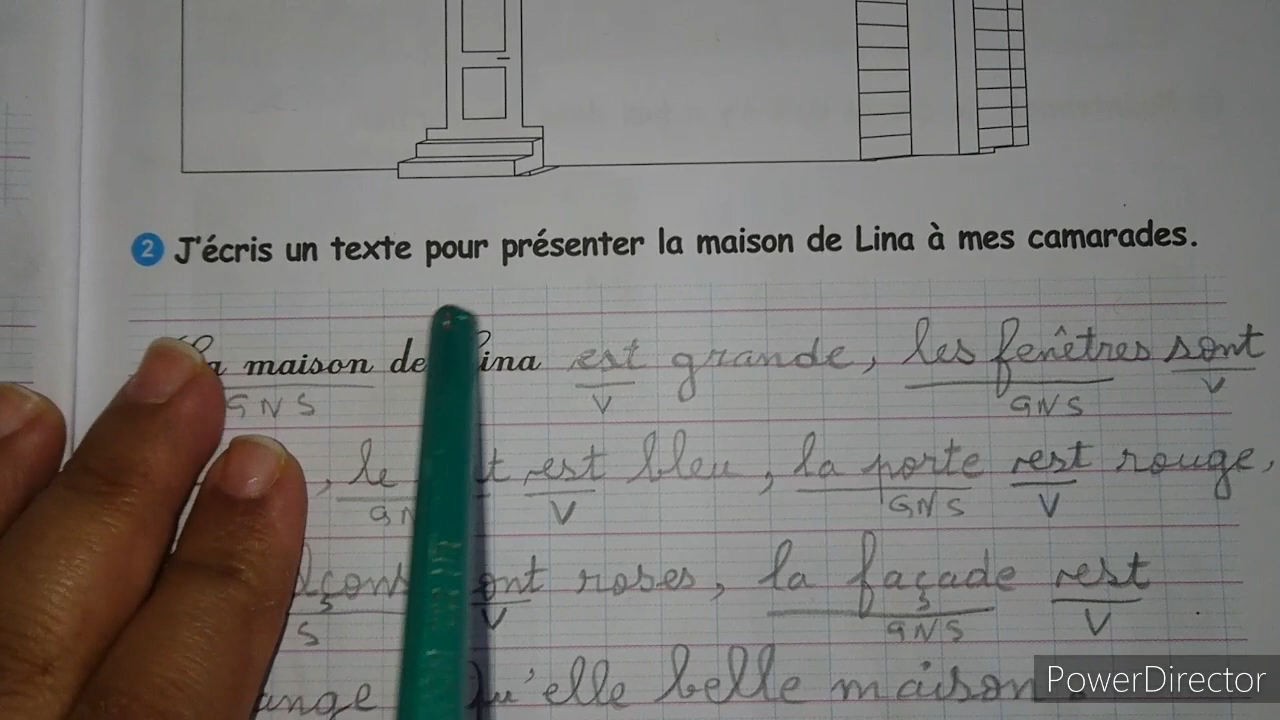 2 J'écris un texte pour présenter la maison de Lina à mes camarades.
maison de Lina est grande, les fenêtres sont
GNS V GNS V
, le est bleu, la porte est rouge,
V GNS V
roses, la façade est
S V GNS V
Qu'elle belle maison.
PowerDirector